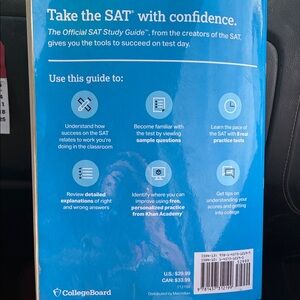 Take the SAT® with confidence.
The Official SAT Study Guide™, from the creators of the SAT,
gives you the tools to succeed on test day.
Use this guide to:
Understand how
success on the SAT
relates to work you're
doing in the classroom
Become familiar with
the test by viewing
sample questions
Learn the pace of
the SAT with 8 real
practice tests
Review detailed
explanations of right
and wrong answers
Identify where you can
improve using free,
personalized practice
from Khan Academy
Get tips on
understanding your
scores and getting
into college
U.S.: $29.99
CAN: $33.99
CollegeBoard
Distributed by Macmillan